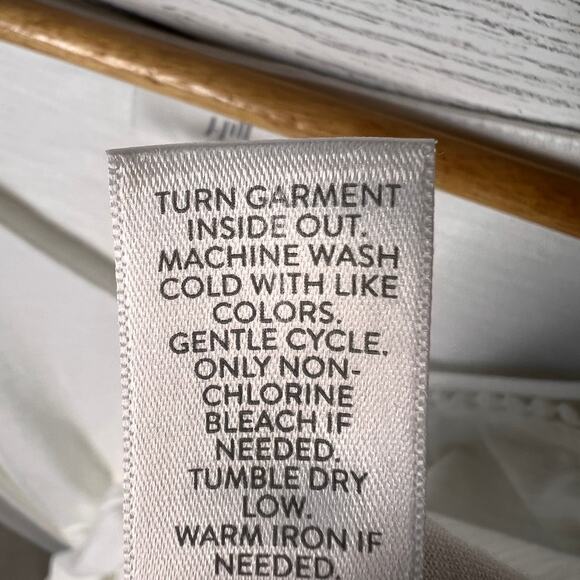 TURN GARMENT
INSIDE OUT.
MACHINE WASH
COLD WITH LIKE
COLORS.
GENTLE CYCLE.
ONLY NON-
CHLORINE
BLEACH IF
NEEDED.
TUMBLE DRY
LOW.
WARM IRON IF
NEEDED.